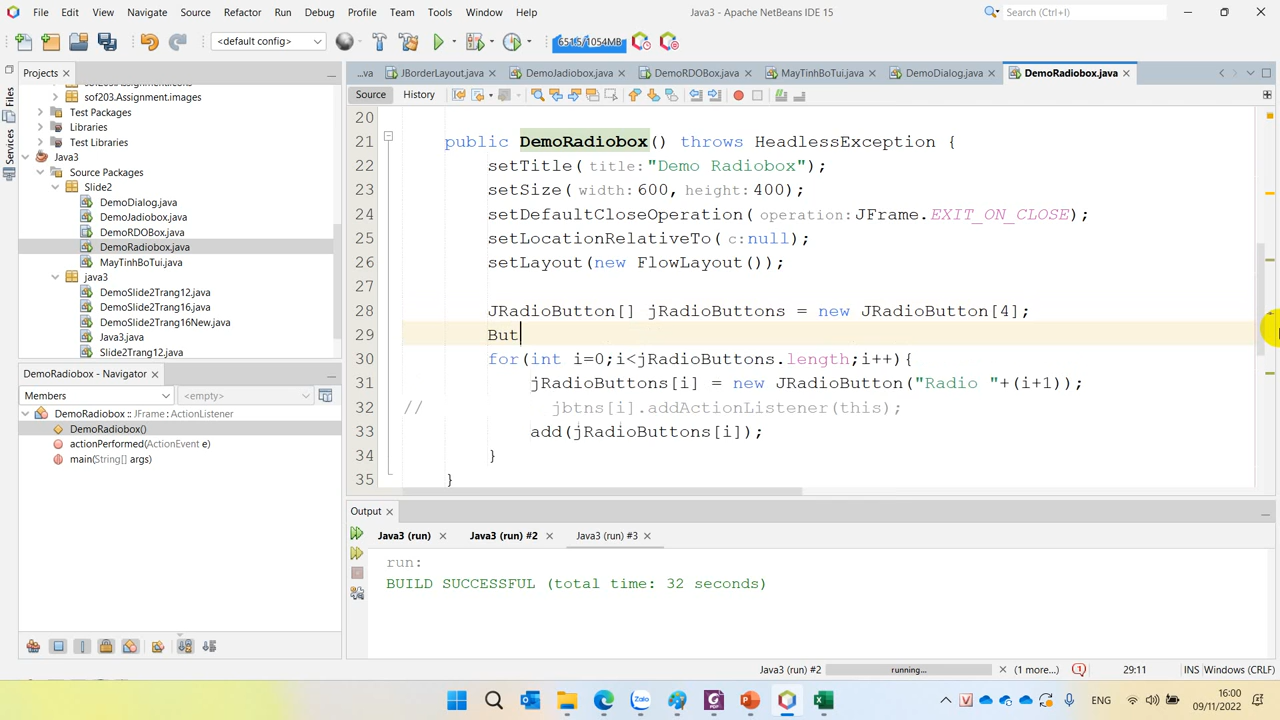 File Edit View Navigate Source Refactor Run Debug Profile Team Tools Window Help
Java3 - Apache NetBeans IDE 15
Search (Ctrl+I)
<default config>
651.5/1054MB
Projects
...va JBorderLayout.java DemoJadiobox.java DemoRDOBox.java MayTinhBoTui.java DemoDialog.java DemoRadiobox.java
Files
Services
sof203.Assignment.images
Test Packages
Libraries
Test Libraries
Java3
Source Packages
Slide2
DemoDialog.java
DemoJadiobox.java
DemoRDOBox.java
DemoRadiobox.java
MayTinhBoTui.java
java3
DemoSlide2Trang12.java
DemoSlide2Trang16.java
DemoSlide2Trang16New.java
Java3.java
Slide2Trang12.java
Source History
20
21 public DemoRadiobox() throws HeadlessException {
22 setTitle( title:"Demo Radiobox");
23 setSize( width:600, height:400);
24 setDefaultCloseOperation( operation:JFrame.EXIT_ON_CLOSE);
25 setLocationRelativeTo( c:null);
26 setLayout(new FlowLayout());
27
28 JRadioButton[] jRadioButtons = new JRadioButton[4];
29 But
30 for(int i=0;i<jRadioButtons.length;i++){
31 jRadioButtons[i] = new JRadioButton("Radio "+(i+1));
32 // jbtns[i].addActionListener(this);
33 add(jRadioButtons[i]);
34 }
35 }
DemoRadiobox - Navigator
Members <empty>
DemoRadiobox :: JFrame : ActionListener
DemoRadiobox()
actionPerformed(ActionEvent e)
main(String[] args)
Output
Java3 (run) Java3 (run) #2 Java3 (run) #3
run:
BUILD SUCCESSFUL (total time: 32 seconds)
Java3 (run) #2 running... (1 more...) 29:11 INS Windows (CRLF)
Zalo
ENG
16:00
09/11/2022